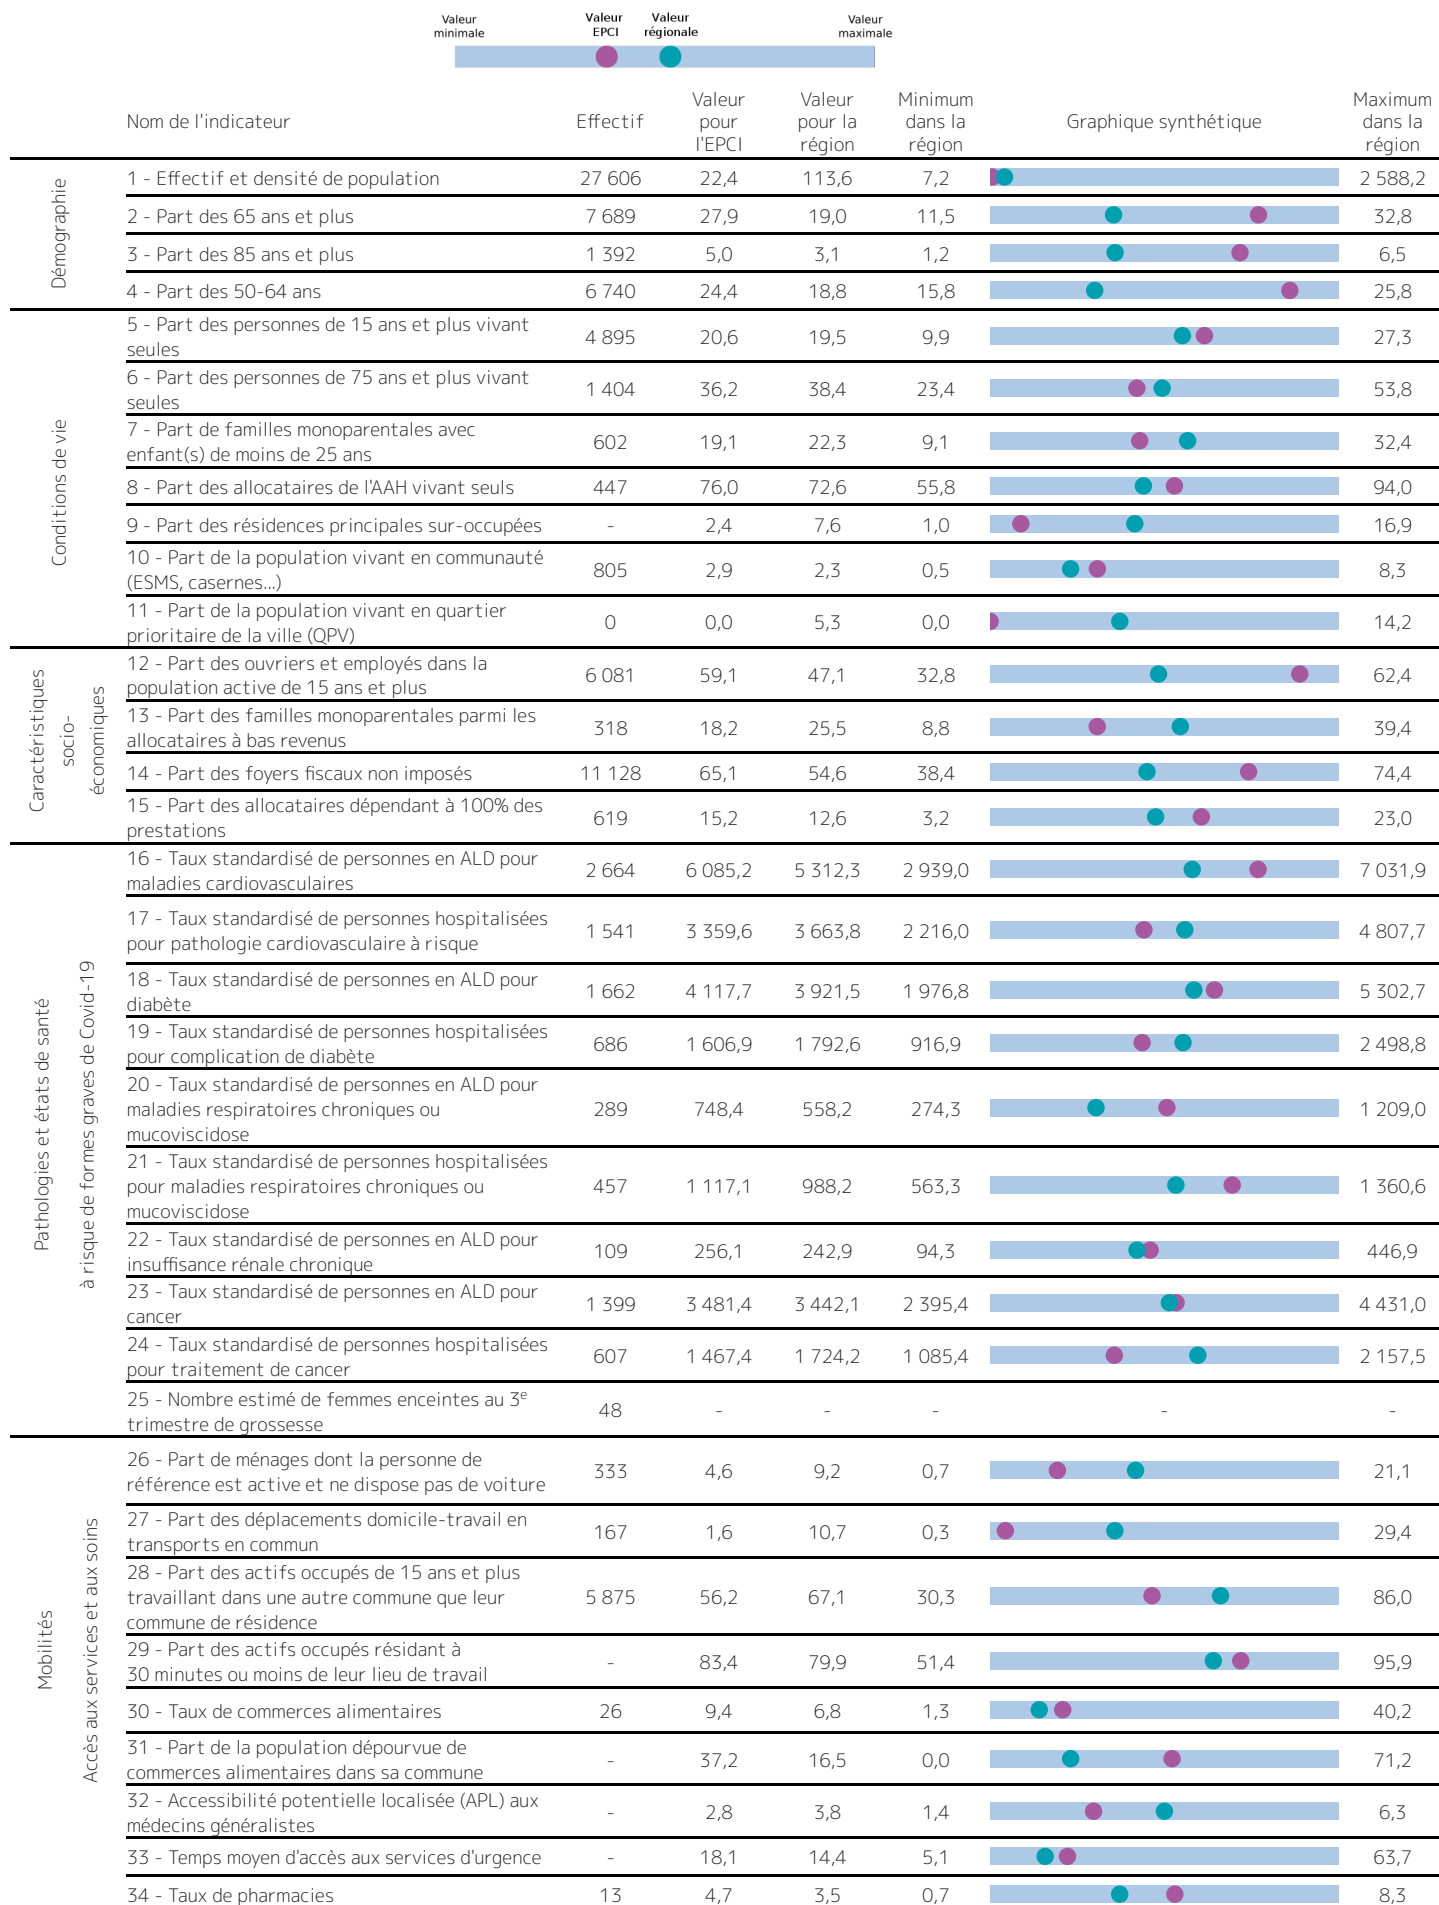 Valeur minimale
Valeur EPCI
Valeur régionale
Valeur maximale
Nom de l'indicateur
Effectif
Valeur pour l'EPCI
Valeur pour la région
Minimum dans la région
Graphique synthétique
Maximum dans la région
Démographie
1 - Effectif et densité de population 27 606 22,4 113,6 7,2 2 588,2
2 - Part des 65 ans et plus 7 689 27,9 19,0 11,5 32,8
3 - Part des 85 ans et plus 1 392 5,0 3,1 1,2 6,5
4 - Part des 50-64 ans 6 740 24,4 18,8 15,8 25,8
Conditions de vie
5 - Part des personnes de 15 ans et plus vivant
seules 4 895 20,6 19,5 9,9 27,3
6 - Part des personnes de 75 ans et plus vivant
seules 1 404 36,2 38,4 23,4 53,8
7 - Part de familles monoparentales avec
enfant(s) de moins de 25 ans 602 19,1 22,3 9,1 32,4
8 - Part des allocataires de l'AAH vivant seuls 447 76,0 72,6 55,8 94,0
9 - Part des résidences principales sur-occupées - 2,4 7,6 1,0 16,9
10 - Part de la population vivant en communauté
(ESMS, casernes...) 805 2,9 2,3 0,5 8,3
11 - Part de la population vivant en quartier
prioritaire de la ville (QPV) 0 0,0 5,3 0,0 14,2
Caractéristiques
socio-
économiques
12 - Part des ouvriers et employés dans la
population active de 15 ans et plus 6 081 59,1 47,1 32,8 62,4
13 - Part des familles monoparentales parmi les
allocataires à bas revenus 318 18,2 25,5 8,8 39,4
14 - Part des foyers fiscaux non imposés 11 128 65,1 54,6 38,4 74,4
15 - Part des allocataires dépendant à 100% des
prestations 619 15,2 12,6 3,2 23,0
Pathologies et états de santé
à risque de formes graves de Covid-19
16 - Taux standardisé de personnes en ALD pour
maladies cardiovasculaires 2 664 6 085,2 5 312,3 2 939,0 7 031,9
17 - Taux standardisé de personnes hospitalisées
pour pathologie cardiovasculaire à risque 1 541 3 359,6 3 663,8 2 216,0 4 807,7
18 - Taux standardisé de personnes en ALD pour
diabète 1 662 4 117,7 3 921,5 1 976,8 5 302,7
19 - Taux standardisé de personnes hospitalisées
pour complication de diabète 686 1 606,9 1 792,6 916,9 2 498,8
20 - Taux standardisé de personnes en ALD pour
maladies respiratoires chroniques ou
mucoviscidose 289 748,4 558,2 274,3 1 209,0
21 - Taux standardisé de personnes hospitalisées
pour maladies respiratoires chroniques ou
mucoviscidose 457 1 117,1 988,2 563,3 1 360,6
22 - Taux standardisé de personnes en ALD pour
insuffisance rénale chronique 109 256,1 242,9 94,3 446,9
23 - Taux standardisé de personnes en ALD pour
cancer 1 399 3 481,4 3 442,1 2 395,4 4 431,0
24 - Taux standardisé de personnes hospitalisées
pour traitement de cancer 607 1 467,4 1 724,2 1 085,4 2 157,5
25 - Nombre estimé de femmes enceintes au 3e
trimestre de grossesse 48 - - - - -
Mobilités
Accès aux services et aux soins
26 - Part de ménages dont la personne de
référence est active et ne dispose pas de voiture 333 4,6 9,2 0,7 21,1
27 - Part des déplacements domicile-travail en
transports en commun 167 1,6 10,7 0,3 29,4
28 - Part des actifs occupés de 15 ans et plus
travaillant dans une autre commune que leur
commune de résidence 5 875 56,2 67,1 30,3 86,0
29 - Part des actifs occupés résidant à
30 minutes ou moins de leur lieu de travail - 83,4 79,9 51,4 95,9
30 - Taux de commerces alimentaires 26 9,4 6,8 1,3 40,2
31 - Part de la population dépourvue de
commerces alimentaires dans sa commune - 37,2 16,5 0,0 71,2
32 - Accessibilité potentielle localisée (APL) aux
médecins généralistes - 2,8 3,8 1,4 6,3
33 - Temps moyen d'accès aux services d'urgence - 18,1 14,4 5,1 63,7
34 - Taux de pharmacies 13 4,7 3,5 0,7 8,3